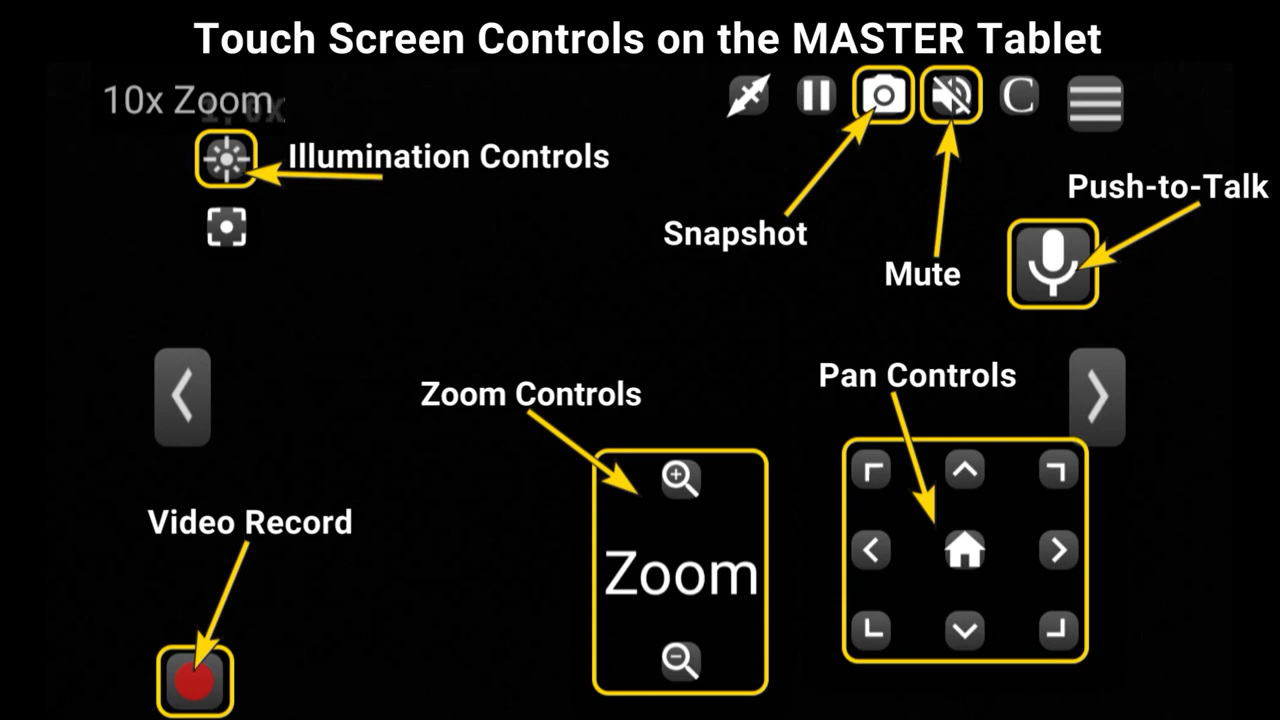 Touch Screen Controls on the MASTER Tablet
10x Zoom
C
Illumination Controls
Push-to-Talk
Snapshot
Mute
Pan Controls
Zoom Controls
Zoom
Video Record